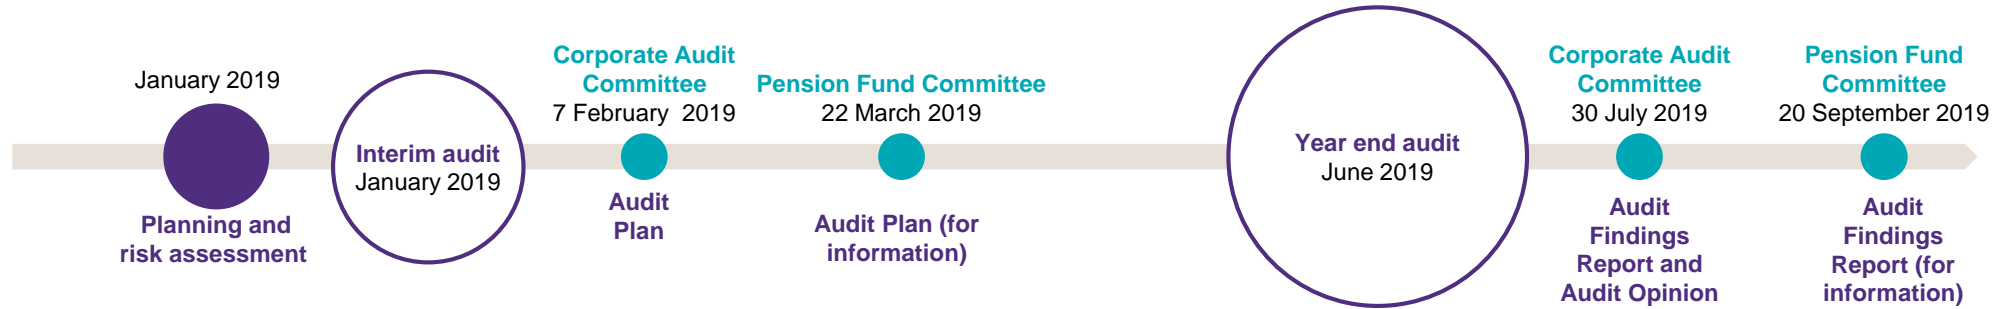 January 2019
Planning and
risk assessment
Interim audit
January 2019
Corporate Audit
Committee
7 February  2019
Audit
Plan
Pension Fund Committee
22 March 2019
Audit Plan (for
information)
Year end audit
June 2019
Corporate Audit
Committee
30 July 2019
Audit
Findings
Report and
Audit Opinion
Pension Fund
Committee
20 September 2019
Audit
Findings
Report (for
information)